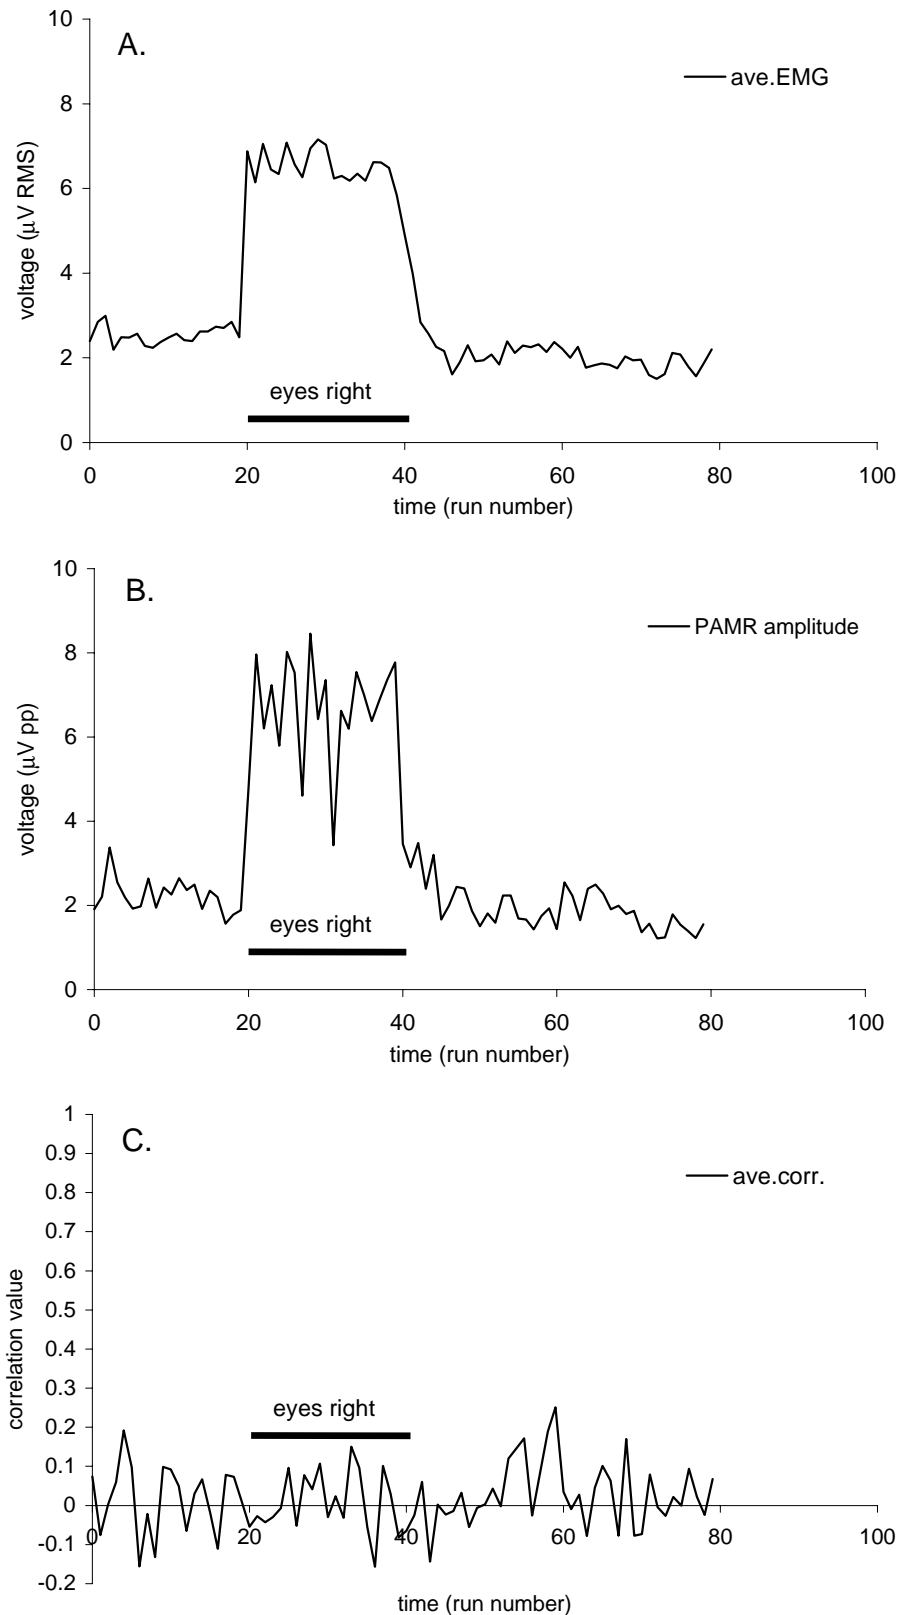 A.
ave.EMG
voltage (µV RMS)
10
8
6
4
2
0
eyes right
0 20 40 60 80 100
time (run number)
B.
PAMR amplitude
voltage (µV pp)
10
8
6
4
2
0
eyes right
0 20 40 60 80 100
time (run number)
C.
ave.corr.
correlation value
1
0.9
0.8
0.7
0.6
0.5
0.4
0.3
0.2
0.1
0
-0.1
-0.2
eyes right
0 20 40 60 80 100
time (run number)